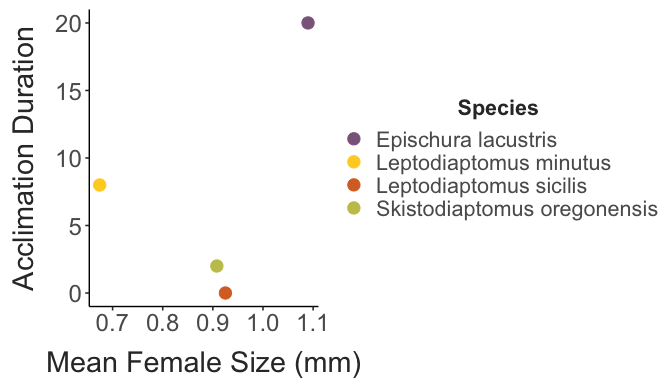 Acclimation Duration
20
15
10
5
0
0.7 0.8 0.9 1.0 1.1
Mean Female Size (mm)
Species
Epischura lacustris
Leptodiaptomus minutus
Leptodiaptomus sicilis
Skistodiaptomus oregonensis